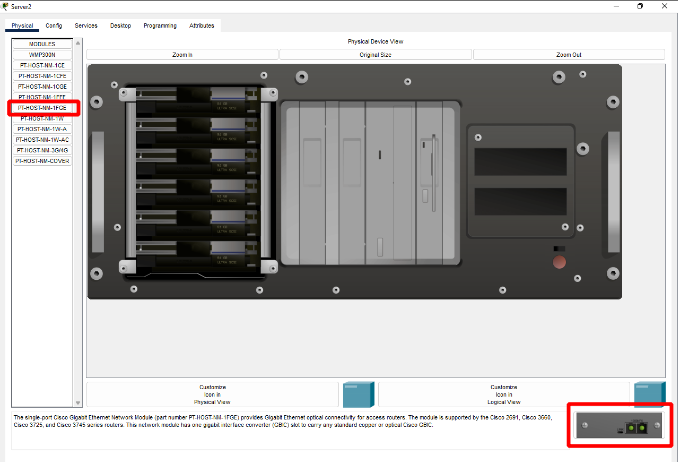 Server2
Physical Config Services Desktop Programming Attributes
MODULES
WMP300N
PT-HOST-NM-1CE
PT-HOST-NM-1CFE
PT-HOST-NM-1CGE
PT-HOST-NM-1FFE
PT-HOST-NM-1FGE
PT-HOST-NM-1W
PT-HOST-NM-1W-A
PT-HOST-NM-1W-AC
PT-HOST-NM-3G/4G
PT-HOST-NM-COVER
Physical Device View
Zoom In Original Size Zoom Out
Customize
Icon in
Physical View
Customize
Icon in
Logical View
The single-port Cisco Gigabit Ethernet Network Module (part number PT-HOST-NM-1FGE) provides Gigabit Ethernet optical connectivity for access routers. The module is supported by the Cisco 2691, Cisco 3660,
Cisco 3725, and Cisco 3745 series routers. This network module has one gigabit interface converter (GBIC) slot to carry any standard copper or optical Cisco GBIC.